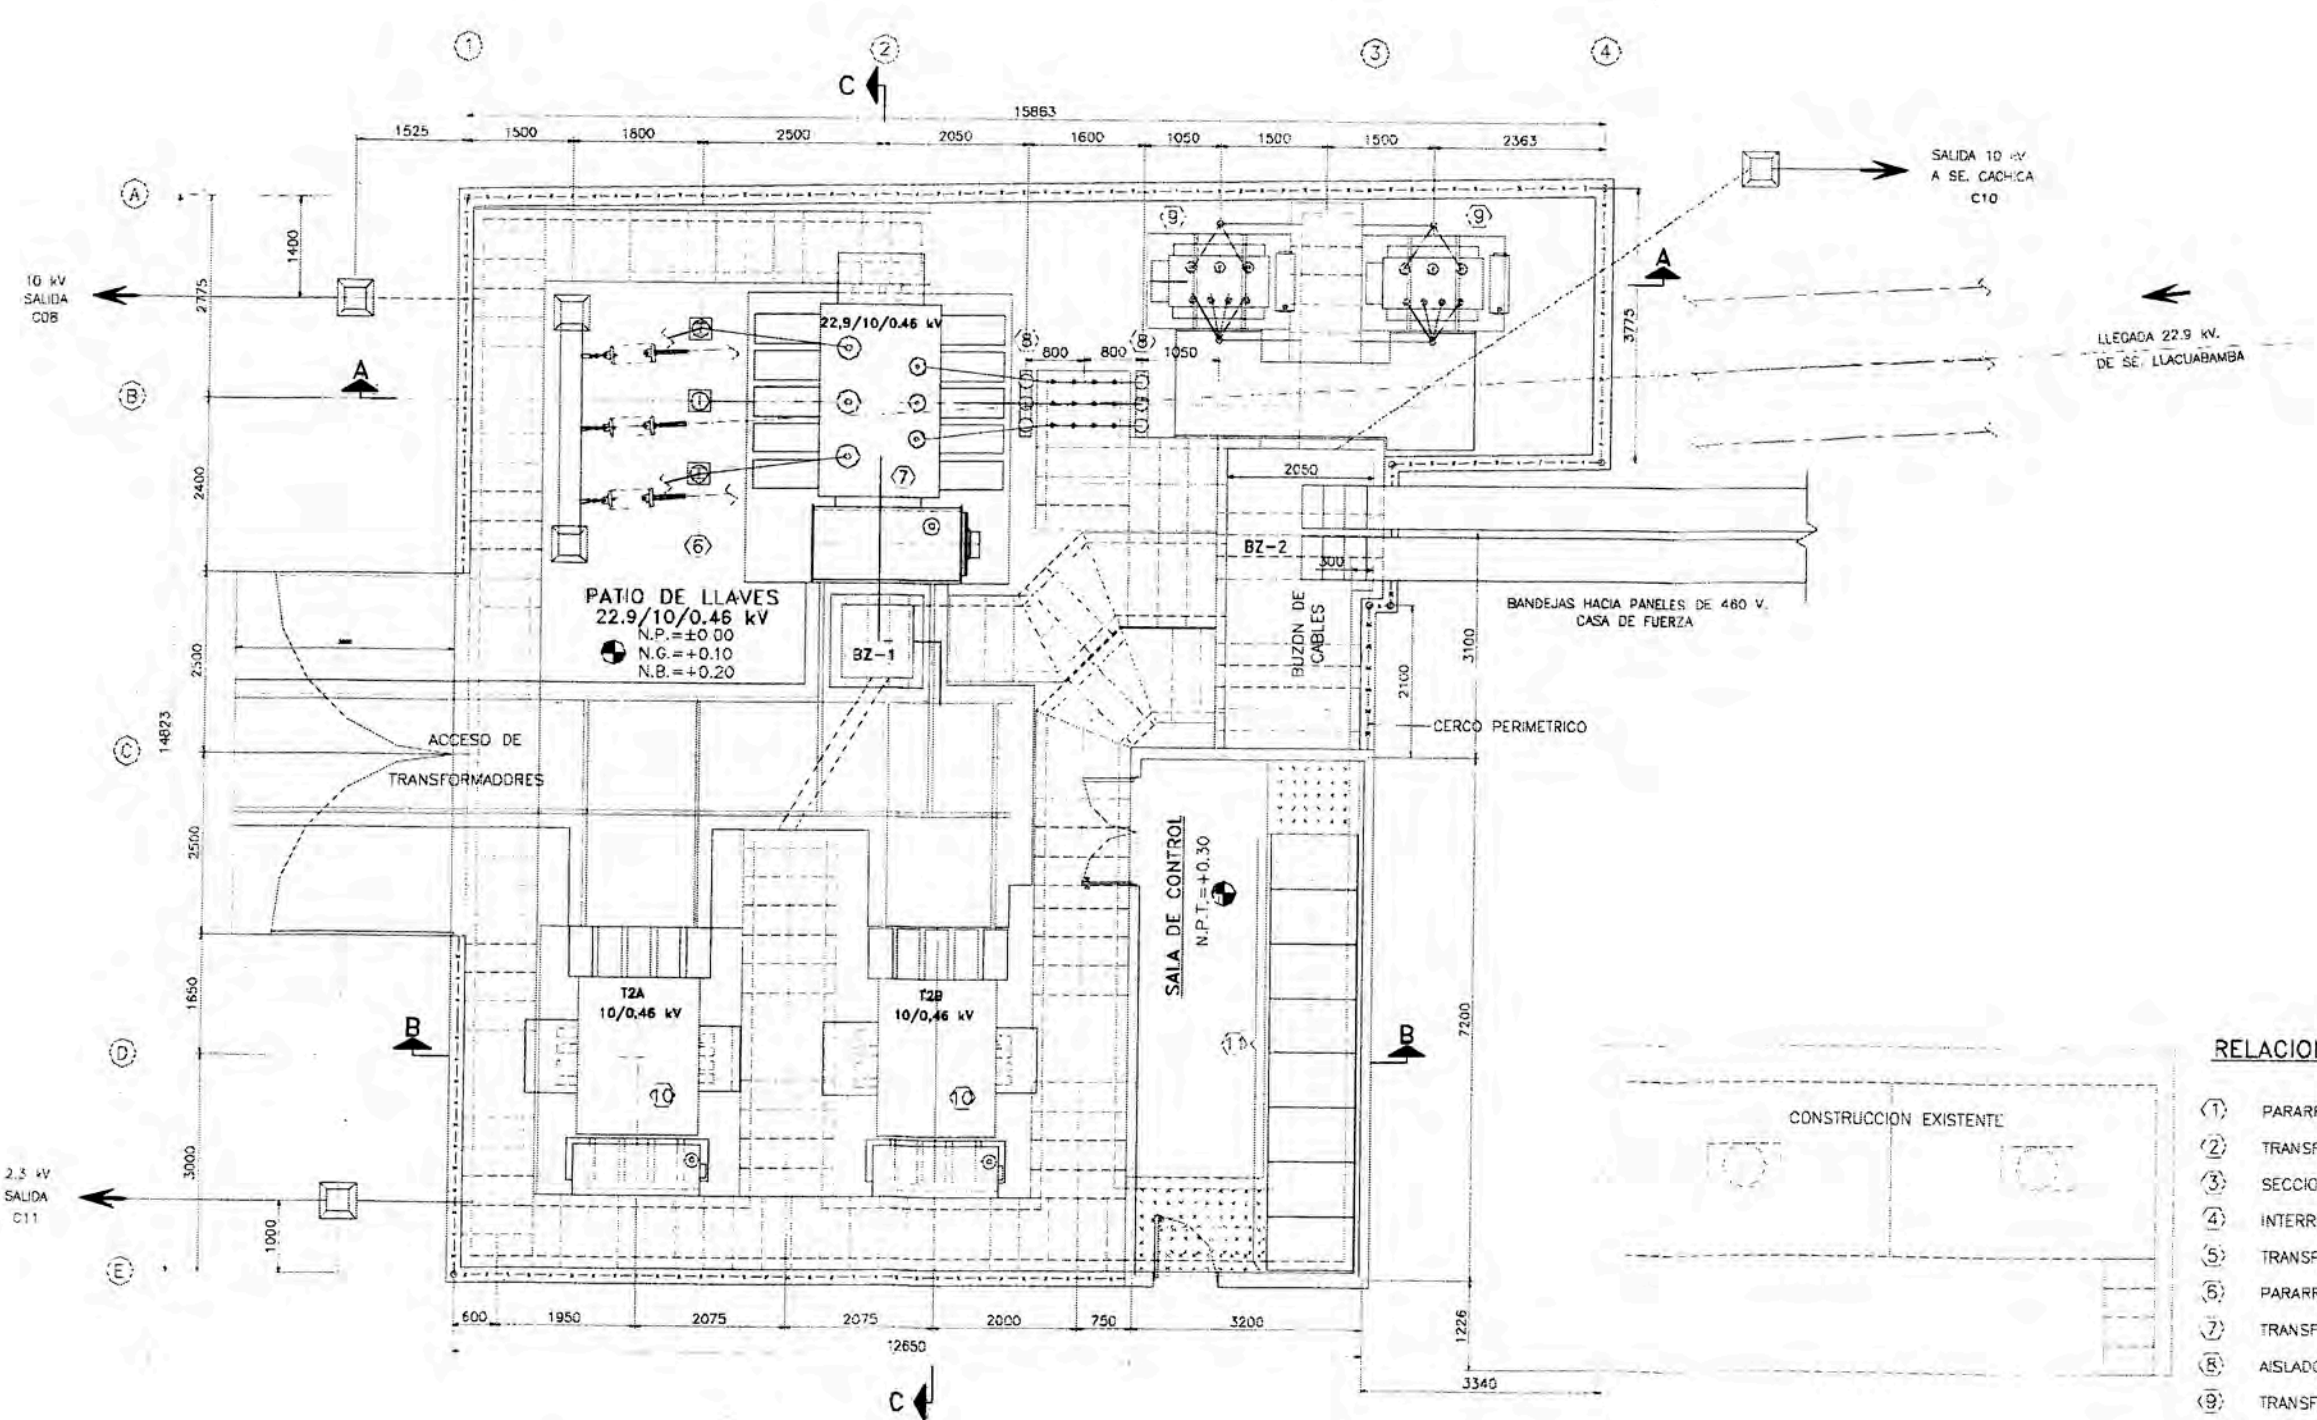 1
2
3
4
C
15863
1525
1500
1800
2500
2050
1600
1050
1500
1500
2363
SALIDA 10 kV
A SE. CACHICA
C10
A
1400
2775
9
9
A
3775
10 kV
SALIDA
C08
22,9/10/0.46 kV
1
8
8
800
800
1050
LLEGADA 22.9 kV.
DE SE. LLACUABAMBA
A
B
1
1
7
2400
2050
6
BZ-2
300
PATIO DE LLAVES
22.9/10/0.46 kV
N.P.=±0.00
N.G.=+0.10
N.B.=+0.20
BZ-1
BUZON DE
CABLES
BANDEJAS HACIA PANELES DE 460 V.
CASA DE FUERZA
2500
3100
2100
14823
C
ACCESO DE
TRANSFORMADORES
CERCO PERIMETRICO
2500
SALA DE CONTROL
N.P.T.=+0.30
1650
T2A
10/0,46 kV
T2B
10/0,46 kV
7200
B
D
11
B
10
10
CONSTRUCCION EXISTENTE
3000
2.3 kV
SALIDA
C11
1000
E
600
1950
2075
2075
2000
750
3200
1226
12650
3340
C
RELACION
1 PARARR
2 TRANSF
3 SECCIO
4 INTERR
5 TRANSF
6 PARARR
7 TRANSF
8 AISLADO
9 TRANSF